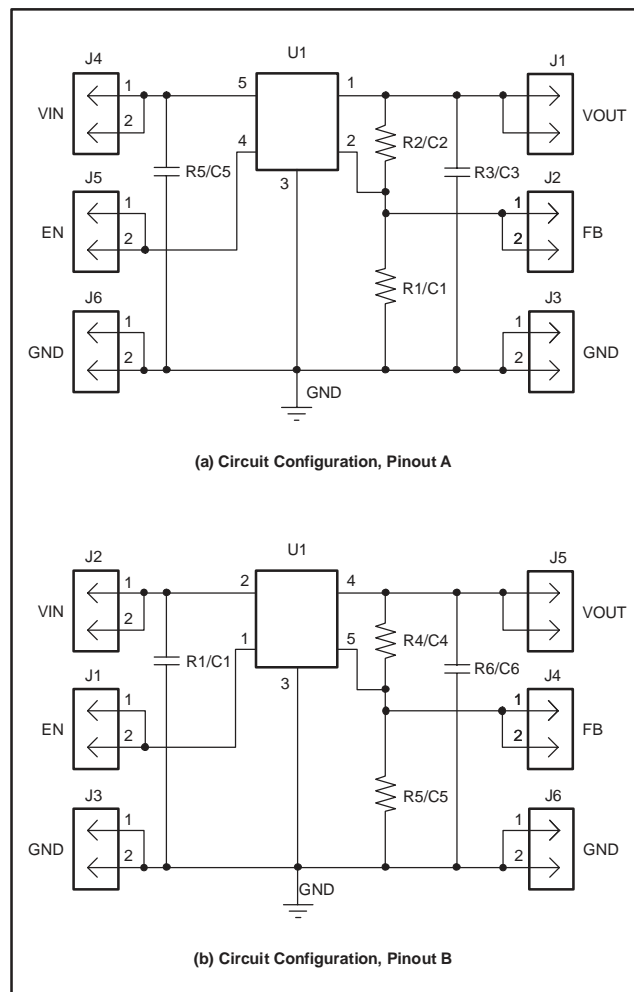 J4
U1
J1
1
5
1
VIN
2
VOUT
4
2
R2/C2
J5
R5/C5
R3/C3
J2
3
1
1
EN
2
2
FB
J6
R1/C1
J3
1
1
GND
2
2
GND
GND
(a) Circuit Configuration, Pinout A
J2
U1
J5
1
2
4
VIN
2
VOUT
1
5
R4/C4
J1
R1/C1
R6/C6
J4
3
1
1
EN
2
2
FB
J3
R5/C5
J6
1
1
GND
2
2
GND
GND
(b) Circuit Configuration, Pinout B